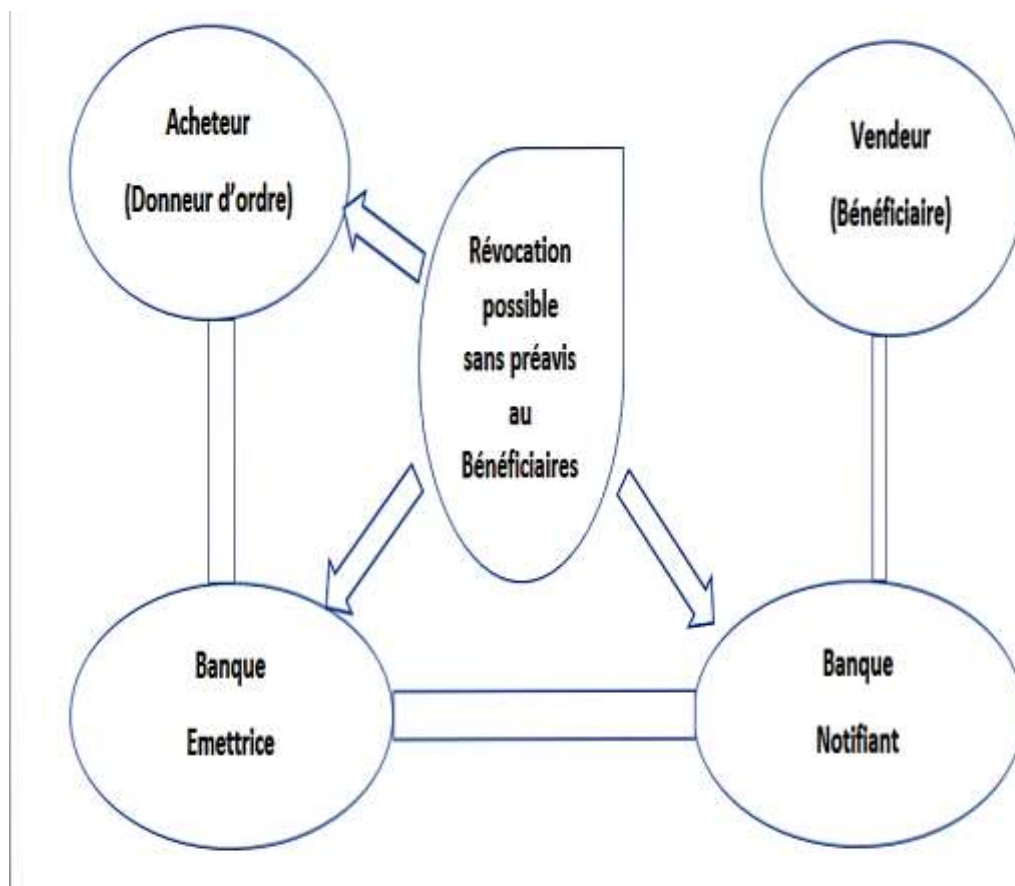 Acheteur
(Donneur d'ordre)
Vendeur
(Bénéficiaire)
Révocation
possible
sans préavis
au
Bénéficiaires
Banque
Emettrice
Banque
Notifiant